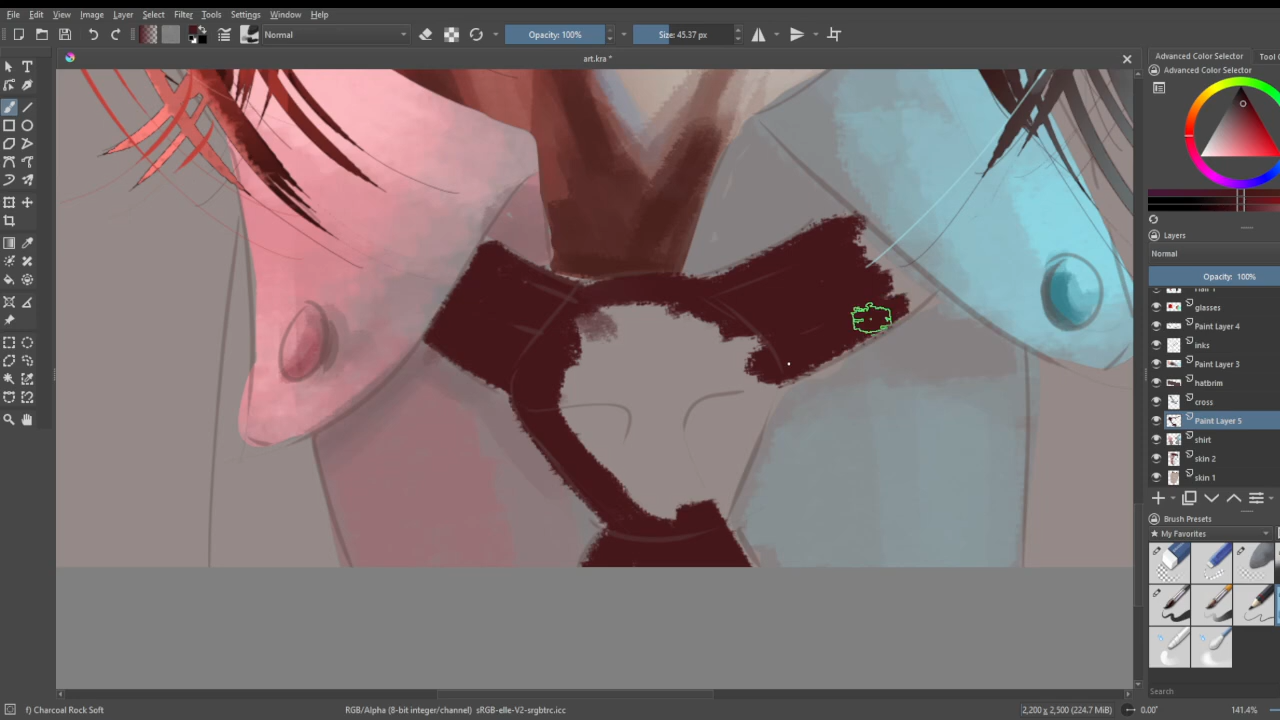 File Edit View Image Layer Select Filter Tools Settings Window Help
Normal Opacity: 100% Size: 45.37 px
art.kra *
Advanced Color Selector Tool
Advanced Color Selector
Layers
Normal
Opacity: 100%
glasses
Paint Layer 4
inks
Paint Layer 3
hatbrim
cross
Paint Layer 5
shirt
skin 2
skin 1
Brush Presets
My Favorites
Search
f) Charcoal Rock Soft RGB/Alpha (8-bit integer/channel) sRGB-elle-V2-srgbtrc.icc 2,200 x 2,500 (224.7 MiB) 0.00° 141.4%